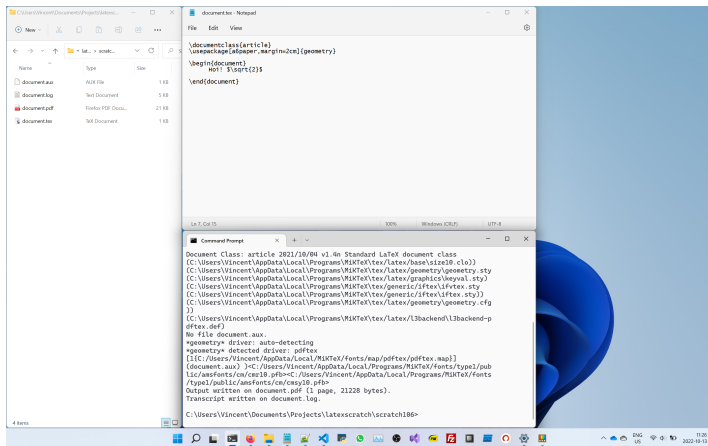 C:\Users\Vincent\Documents\Projects\latexsc
New
lat... > scratc...
Name Type Size
document.aux AUX File 1 KB
document.log Text Document 5 KB
document.pdf Firefox PDF Docu... 21 KB
document.tex TeX Document 1 KB
4 items
document.tex - Notepad
File Edit View
\documentclass{article}
\usepackage[a6paper,margin=2cm]{geometry}
\begin{document}
Hoi! $\sqrt{2}$
\end{document}
Ln 7, Col 15 100% Windows (CRLF) UTF-8
Command Prompt
Document Class: article 2021/10/04 v1.4n Standard LaTeX document class
(C:\Users\Vincent\AppData\Local\Programs\MiKTeX\tex/latex/base\size10.clo))
(C:\Users\Vincent\AppData\Local\Programs\MiKTeX\tex/latex/geometry\geometry.sty
(C:\Users\Vincent\AppData\Local\Programs\MiKTeX\tex/latex/graphics\keyval.sty)
(C:\Users\Vincent\AppData\Local\Programs\MiKTeX\tex/generic/iftex\ifvtex.sty
(C:\Users\Vincent\AppData\Local\Programs\MiKTeX\tex/generic/iftex\iftex.sty))
(C:\Users\Vincent\AppData\Local\Programs\MiKTeX\tex/latex/geometry\geometry.cfg
))
(C:\Users\Vincent\AppData\Local\Programs\MiKTeX\tex/latex/l3backend\l3backend-p
dftex.def)
No file document.aux.
*geometry* driver: auto-detecting
*geometry* detected driver: pdftex
[1{C:/Users/Vincent/AppData/Local/MiKTeX/fonts/map/pdftex/pdftex.map}]
(document.aux) )<C:/Users/Vincent/AppData/Local/Programs/MiKTeX/fonts/type1/pub
lic/amsfonts/cm/cmr10.pfb><C:/Users/Vincent/AppData/Local/Programs/MiKTeX/fonts
/type1/public/amsfonts/cm/cmsy10.pfb>
Output written on document.pdf (1 page, 21228 bytes).
Transcript written on document.log.
C:\Users\Vincent\Documents\Projects\latexscratch\scratch106>
ENG
US
11:26
2022-10-13